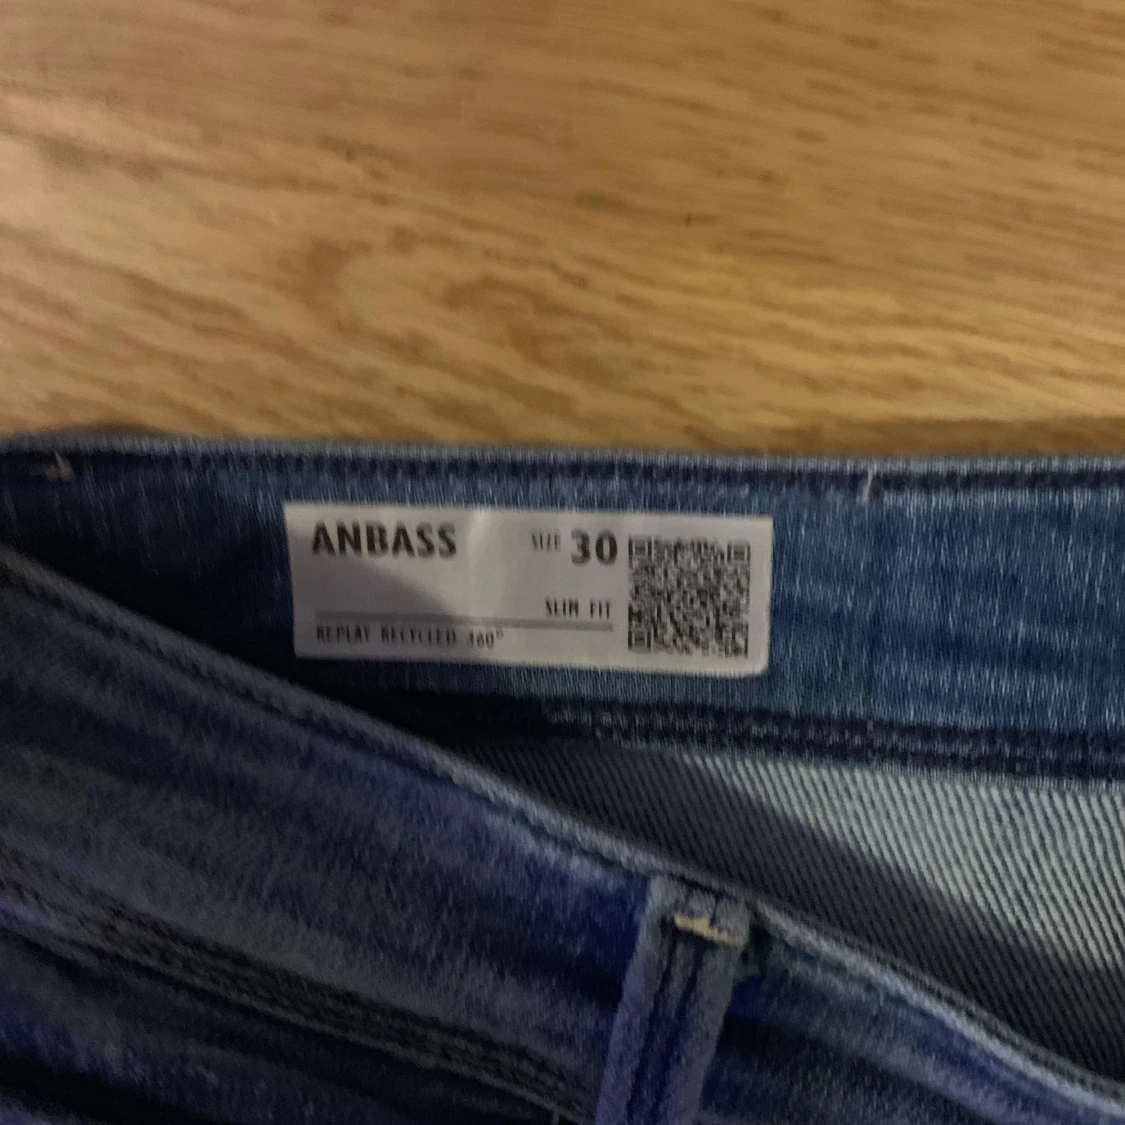 ANBASS
SIZE 30
SLIM FIT
REPLAY RECYCLED 360°